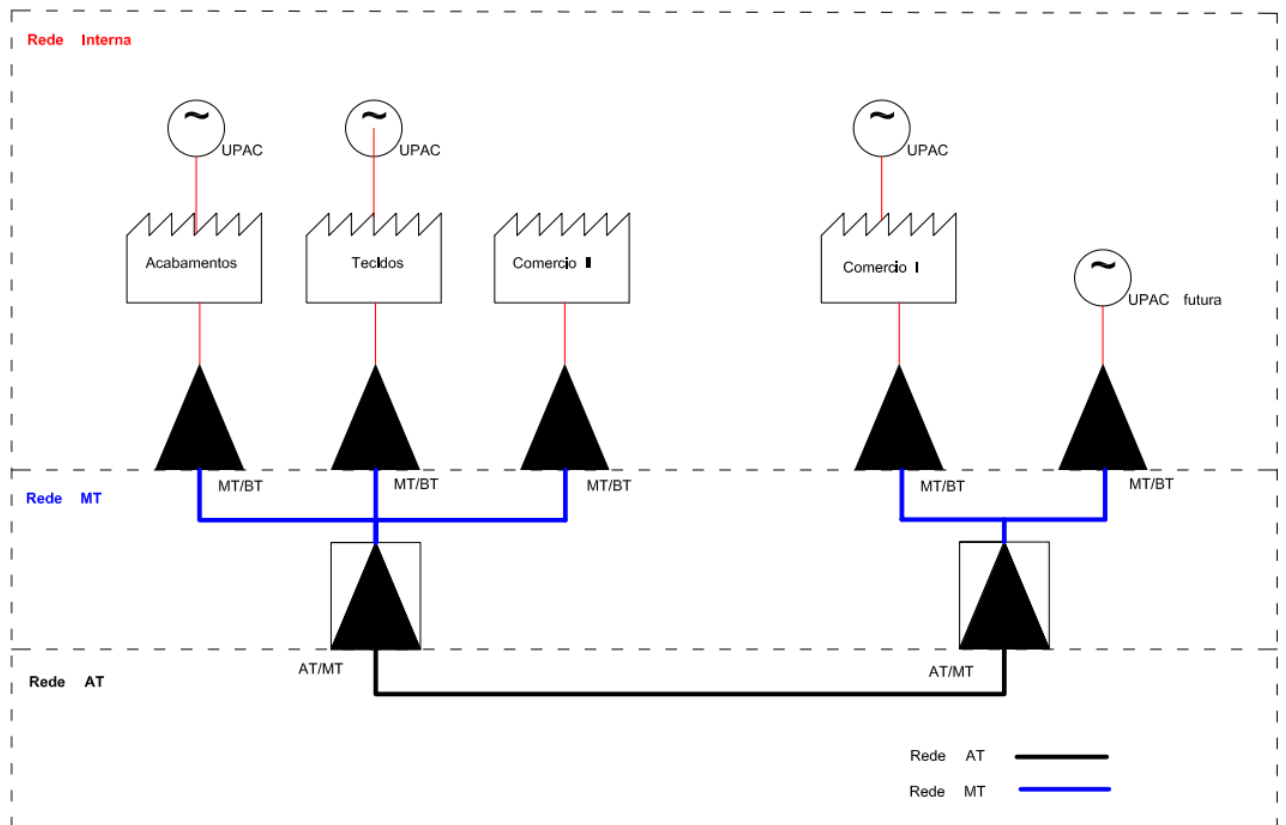 Rede Interna
~
~
~
UPAC
UPAC
UPAC
Acabamentos
Tecidos
Comercio II
Comercio I
~
UPAC futura
MT/BT
MT/BT
MT/BT
MT/BT
MT/BT
Rede MT
AT/MT
AT/MT
Rede AT
Rede AT
Rede MT